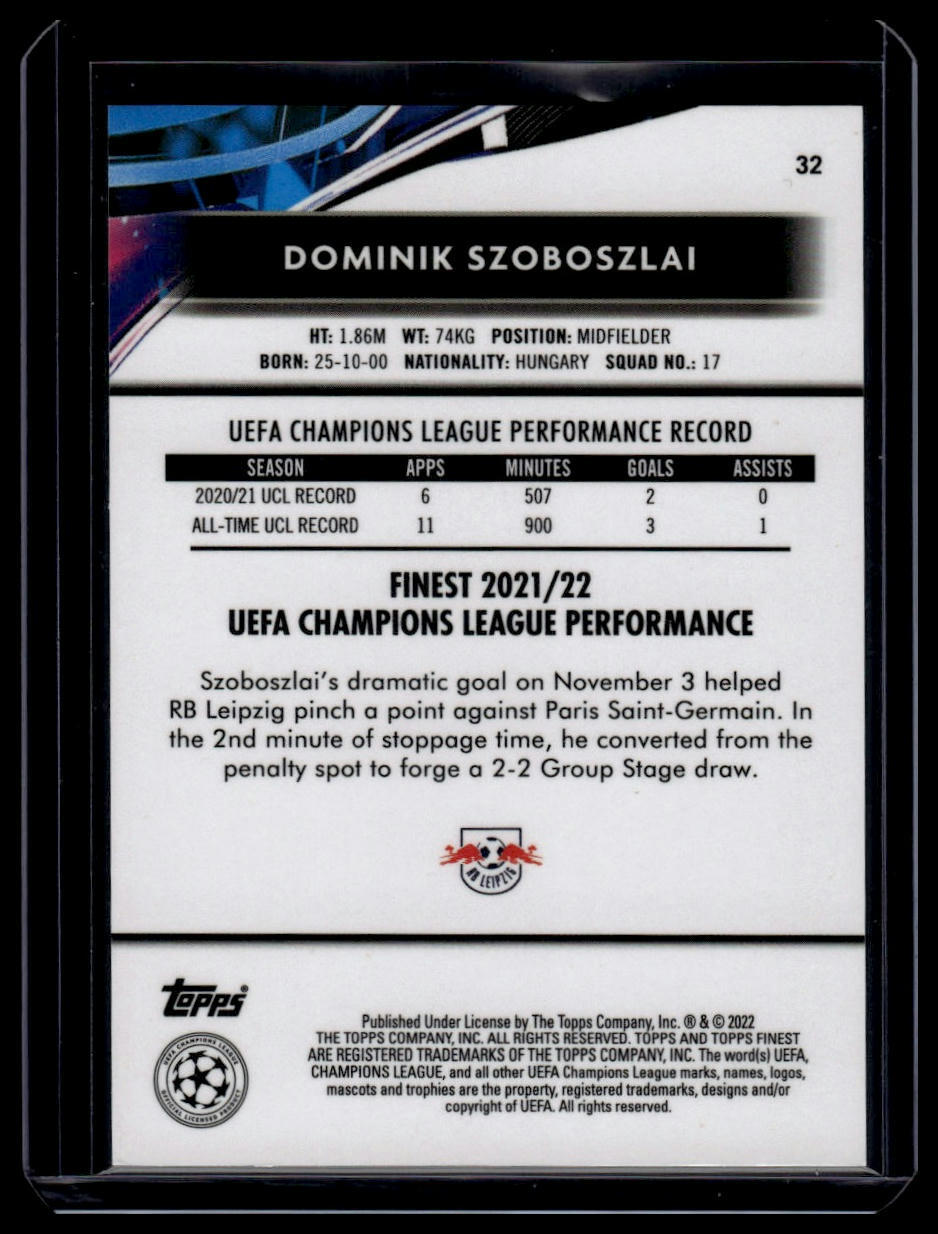 32
DOMINIK SZOBOSZLAI
HT: 1.86M WT: 74KG POSITION: MIDFIELDER
BORN: 25-10-00 NATIONALITY: HUNGARY SQUAD NO.: 17
UEFA CHAMPIONS LEAGUE PERFORMANCE RECORD
SEASON APPS MINUTES GOALS ASSISTS
2020/21 UCL RECORD 6 507 2 0
ALL-TIME UCL RECORD 11 900 3 1
FINEST 2021/22
UEFA CHAMPIONS LEAGUE PERFORMANCE
Szoboszlai's dramatic goal on November 3 helped
RB Leipzig pinch a point against Paris Saint-Germain. In
the 2nd minute of stoppage time, he converted from the
penalty spot to forge a 2-2 Group Stage draw.
RB LEIPZIG
Topps®
UEFA CHAMPIONS LEAGUE
OFFICIAL LICENSED PRODUCT
Published Under License by The Topps Company, Inc. ® & © 2022
THE TOPPS COMPANY, INC. ALL RIGHTS RESERVED. TOPPS AND TOPPS FINEST
ARE REGISTERED TRADEMARKS OF THE TOPPS COMPANY, INC. The word(s) UEFA,
CHAMPIONS LEAGUE, and all other UEFA Champions League marks, names, logos,
mascots and trophies are the property, registered trademarks, designs and/or
copyright of UEFA. All rights reserved.